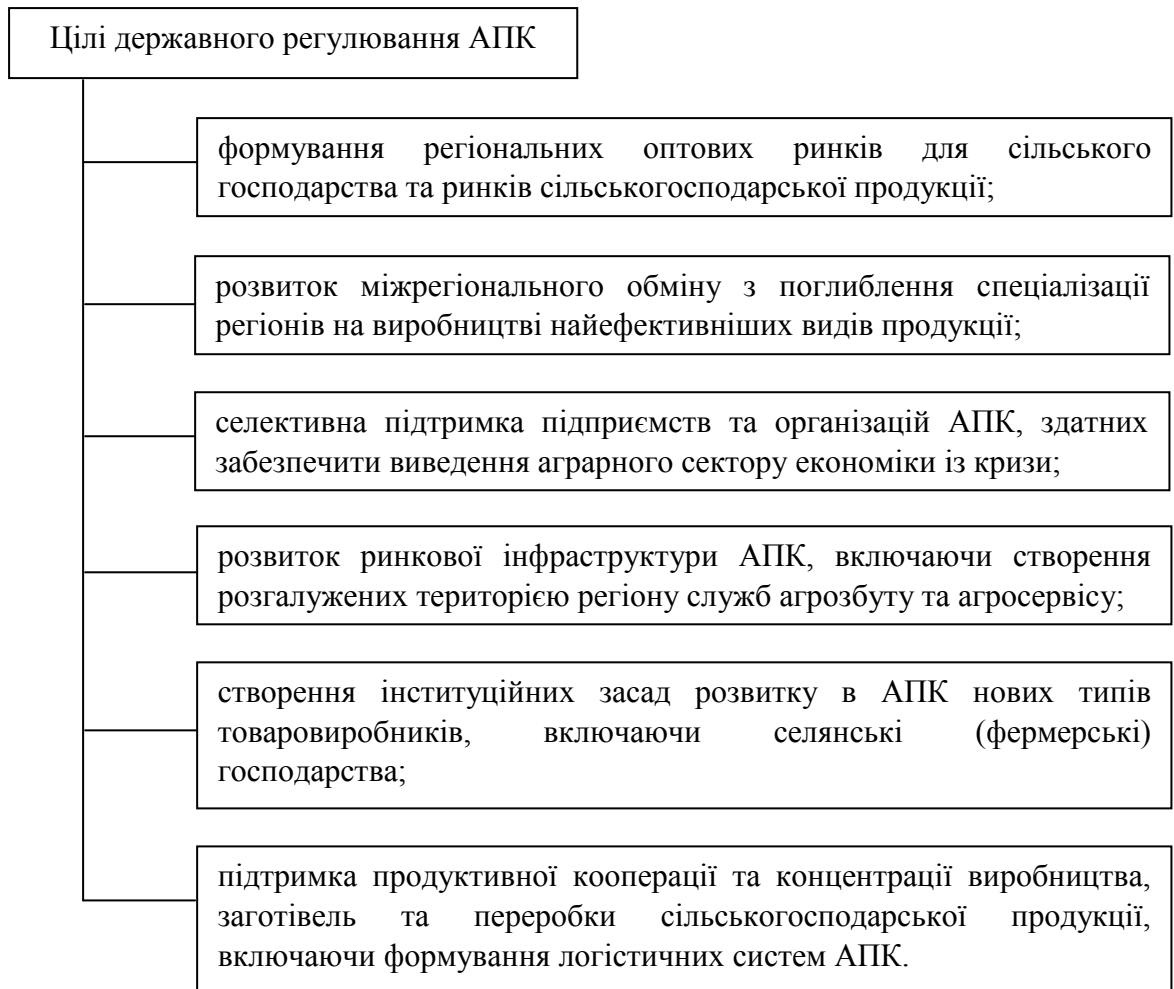 Цілі державного регулювання АПК
формування регіональних оптових ринків для сільського
господарства та ринків сільськогосподарської продукції;
розвиток міжрегіонального обміну з поглиблення спеціалізації
регіонів на виробництві найефективніших видів продукції;
селективна підтримка підприємств та організацій АПК, здатних
забезпечити виведення аграрного сектору економіки із кризи;
розвиток ринкової інфраструктури АПК, включаючи створення
розгалужених територією регіону служб агрозбуту та агросервісу;
створення інституційних засад розвитку в АПК нових типів
товаровиробників, включаючи селянські (фермерські)
господарства;
підтримка продуктивної кооперації та концентрації виробництва,
заготівель та переробки сільськогосподарської продукції,
включаючи формування логістичних систем АПК.